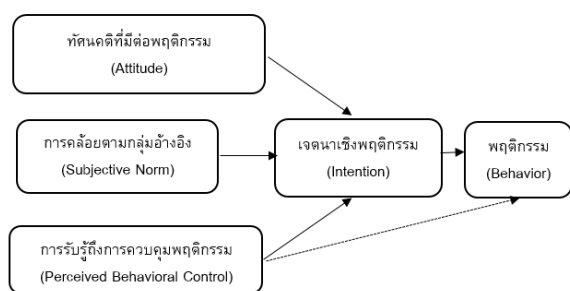 ทัศนคติที่มีต่อพฤติกรรม
(Attitude)
การคล้อยตามกลุ่มอ้างอิง
(Subjective Norm)
เจตนาเชิงพฤติกรรม
(Intention)
พฤติกรรม
(Behavior)
การรับรู้ถึงการควบคุมพฤติกรรม
(Perceived Behavioral Control)